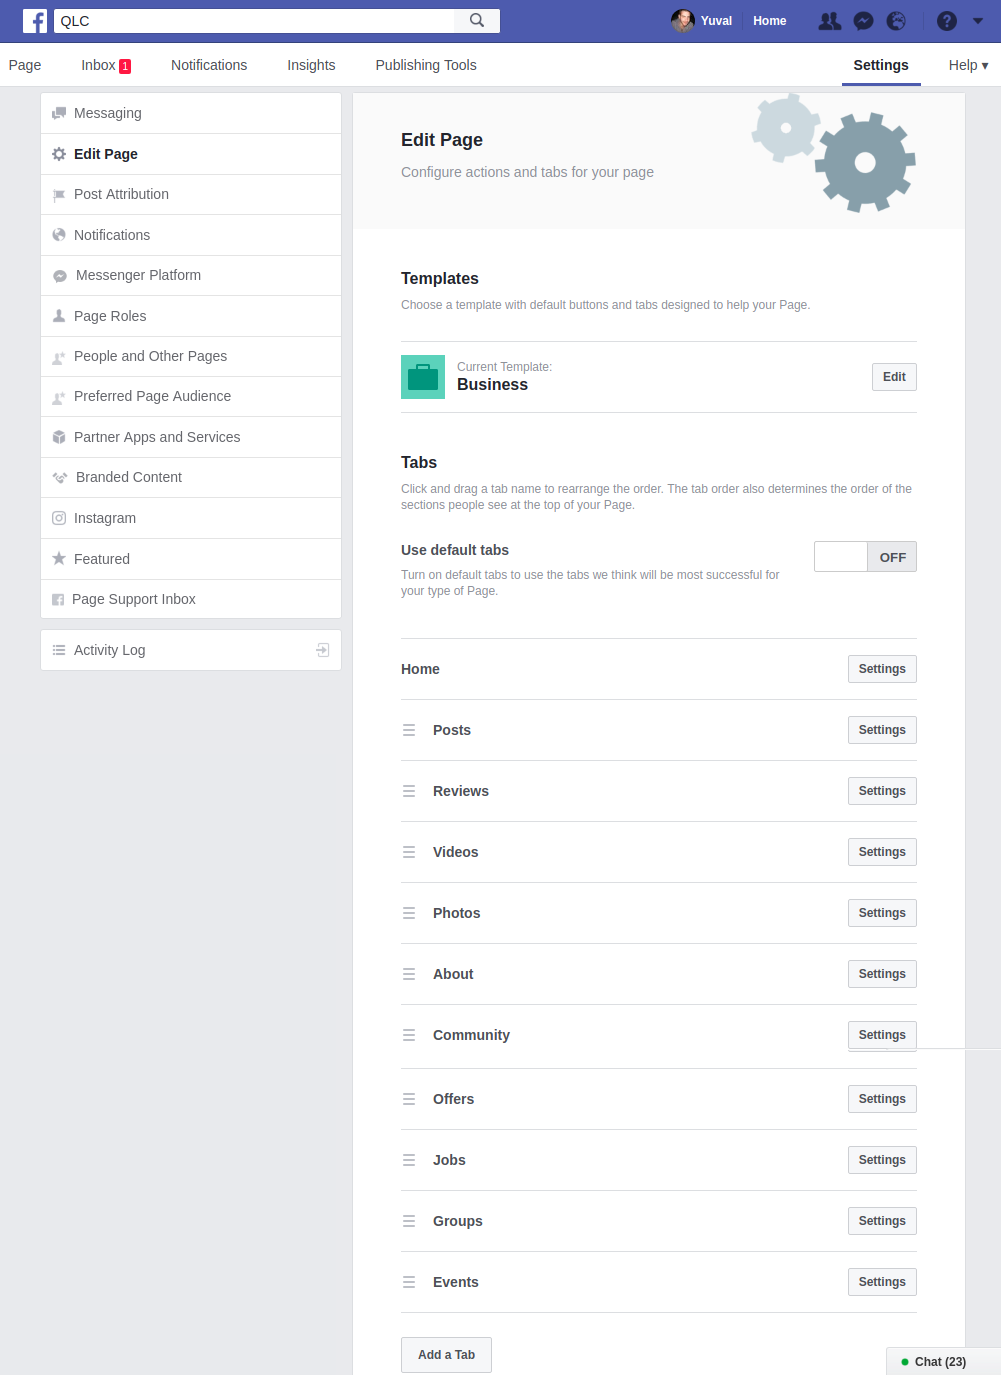 QLC
Yuval Home
Page Inbox 1 Notifications Insights Publishing Tools Settings Help ▾
Messaging
Edit Page
Post Attribution
Notifications
Messenger Platform
Page Roles
People and Other Pages
Preferred Page Audience
Partner Apps and Services
Branded Content
Instagram
Featured
Page Support Inbox
Activity Log
Edit Page
Configure actions and tabs for your page
Templates
Choose a template with default buttons and tabs designed to help your Page.
Current Template:
Business
Edit
Tabs
Click and drag a tab name to rearrange the order. The tab order also determines the order of the
sections people see at the top of your Page.
Use default tabs
OFF
Turn on default tabs to use the tabs we think will be most successful for
your type of Page.
Home Settings
Posts Settings
Reviews Settings
Videos Settings
Photos Settings
About Settings
Community Settings
Offers Settings
Jobs Settings
Groups Settings
Events Settings
Add a Tab
Chat (23)